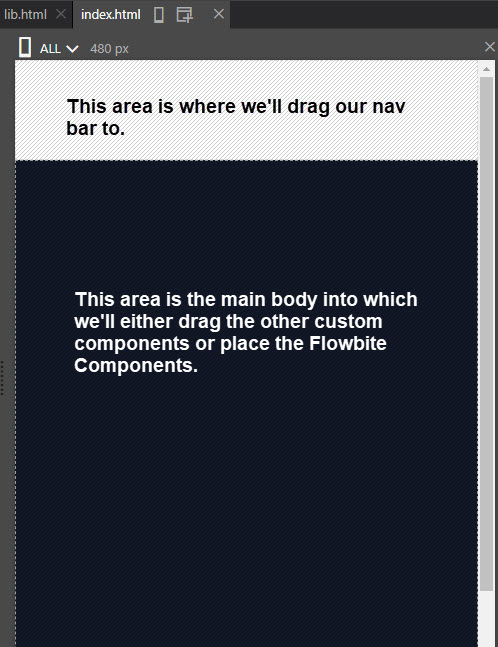 lib.html index.html
ALL 480 px
This area is where we'll drag our nav
bar to.
This area is the main body into which
we'll either drag the other custom
components or place the Flowbite
Components.